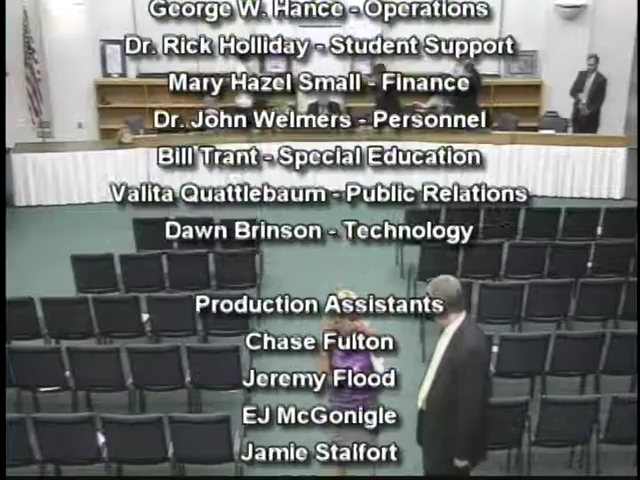 George W. Hance - Operations
Dr. Rick Holliday - Student Support
Mary Hazel Small - Finance
Dr. John Welmers - Personnel
Bill Trant - Special Education
Valita Quattlebaum - Public Relations
Dawn Brinson - Technology
Production Assistants
Chase Fulton
Jeremy Flood
EJ McGonigle
Jamie Stalfort